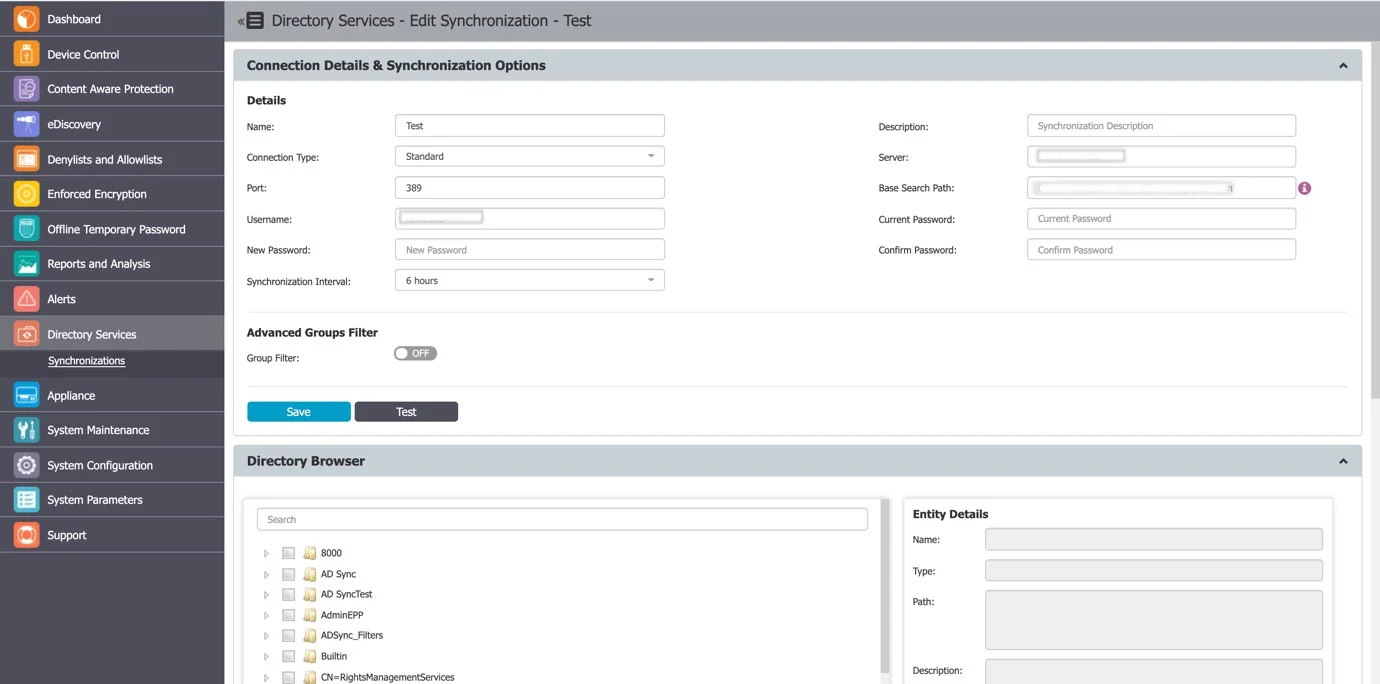 Dashboard
Device Control
Content Aware Protection
eDiscovery
Denylists and Allowlists
Enforced Encryption
Offline Temporary Password
Reports and Analysis
Alerts
Directory Services
Synchronizations
Appliance
System Maintenance
System Configuration
System Parameters
Support
Directory Services - Edit Synchronization - Test
Connection Details & Synchronization Options
Details
Name: Test
Description: Synchronization Description
Connection Type: Standard
Server:
Port: 389
Base Search Path:
Username:
Current Password: Current Password
New Password: New Password
Confirm Password: Confirm Password
Synchronization Interval: 6 hours
Advanced Groups Filter
Group Filter: OFF
Save Test
Directory Browser
Search
8000
AD Sync
AD SyncTest
AdminEPP
ADSync_Filters
Builtin
CN=RightsManagementServices
Entity Details
Name:
Type:
Path:
Description: